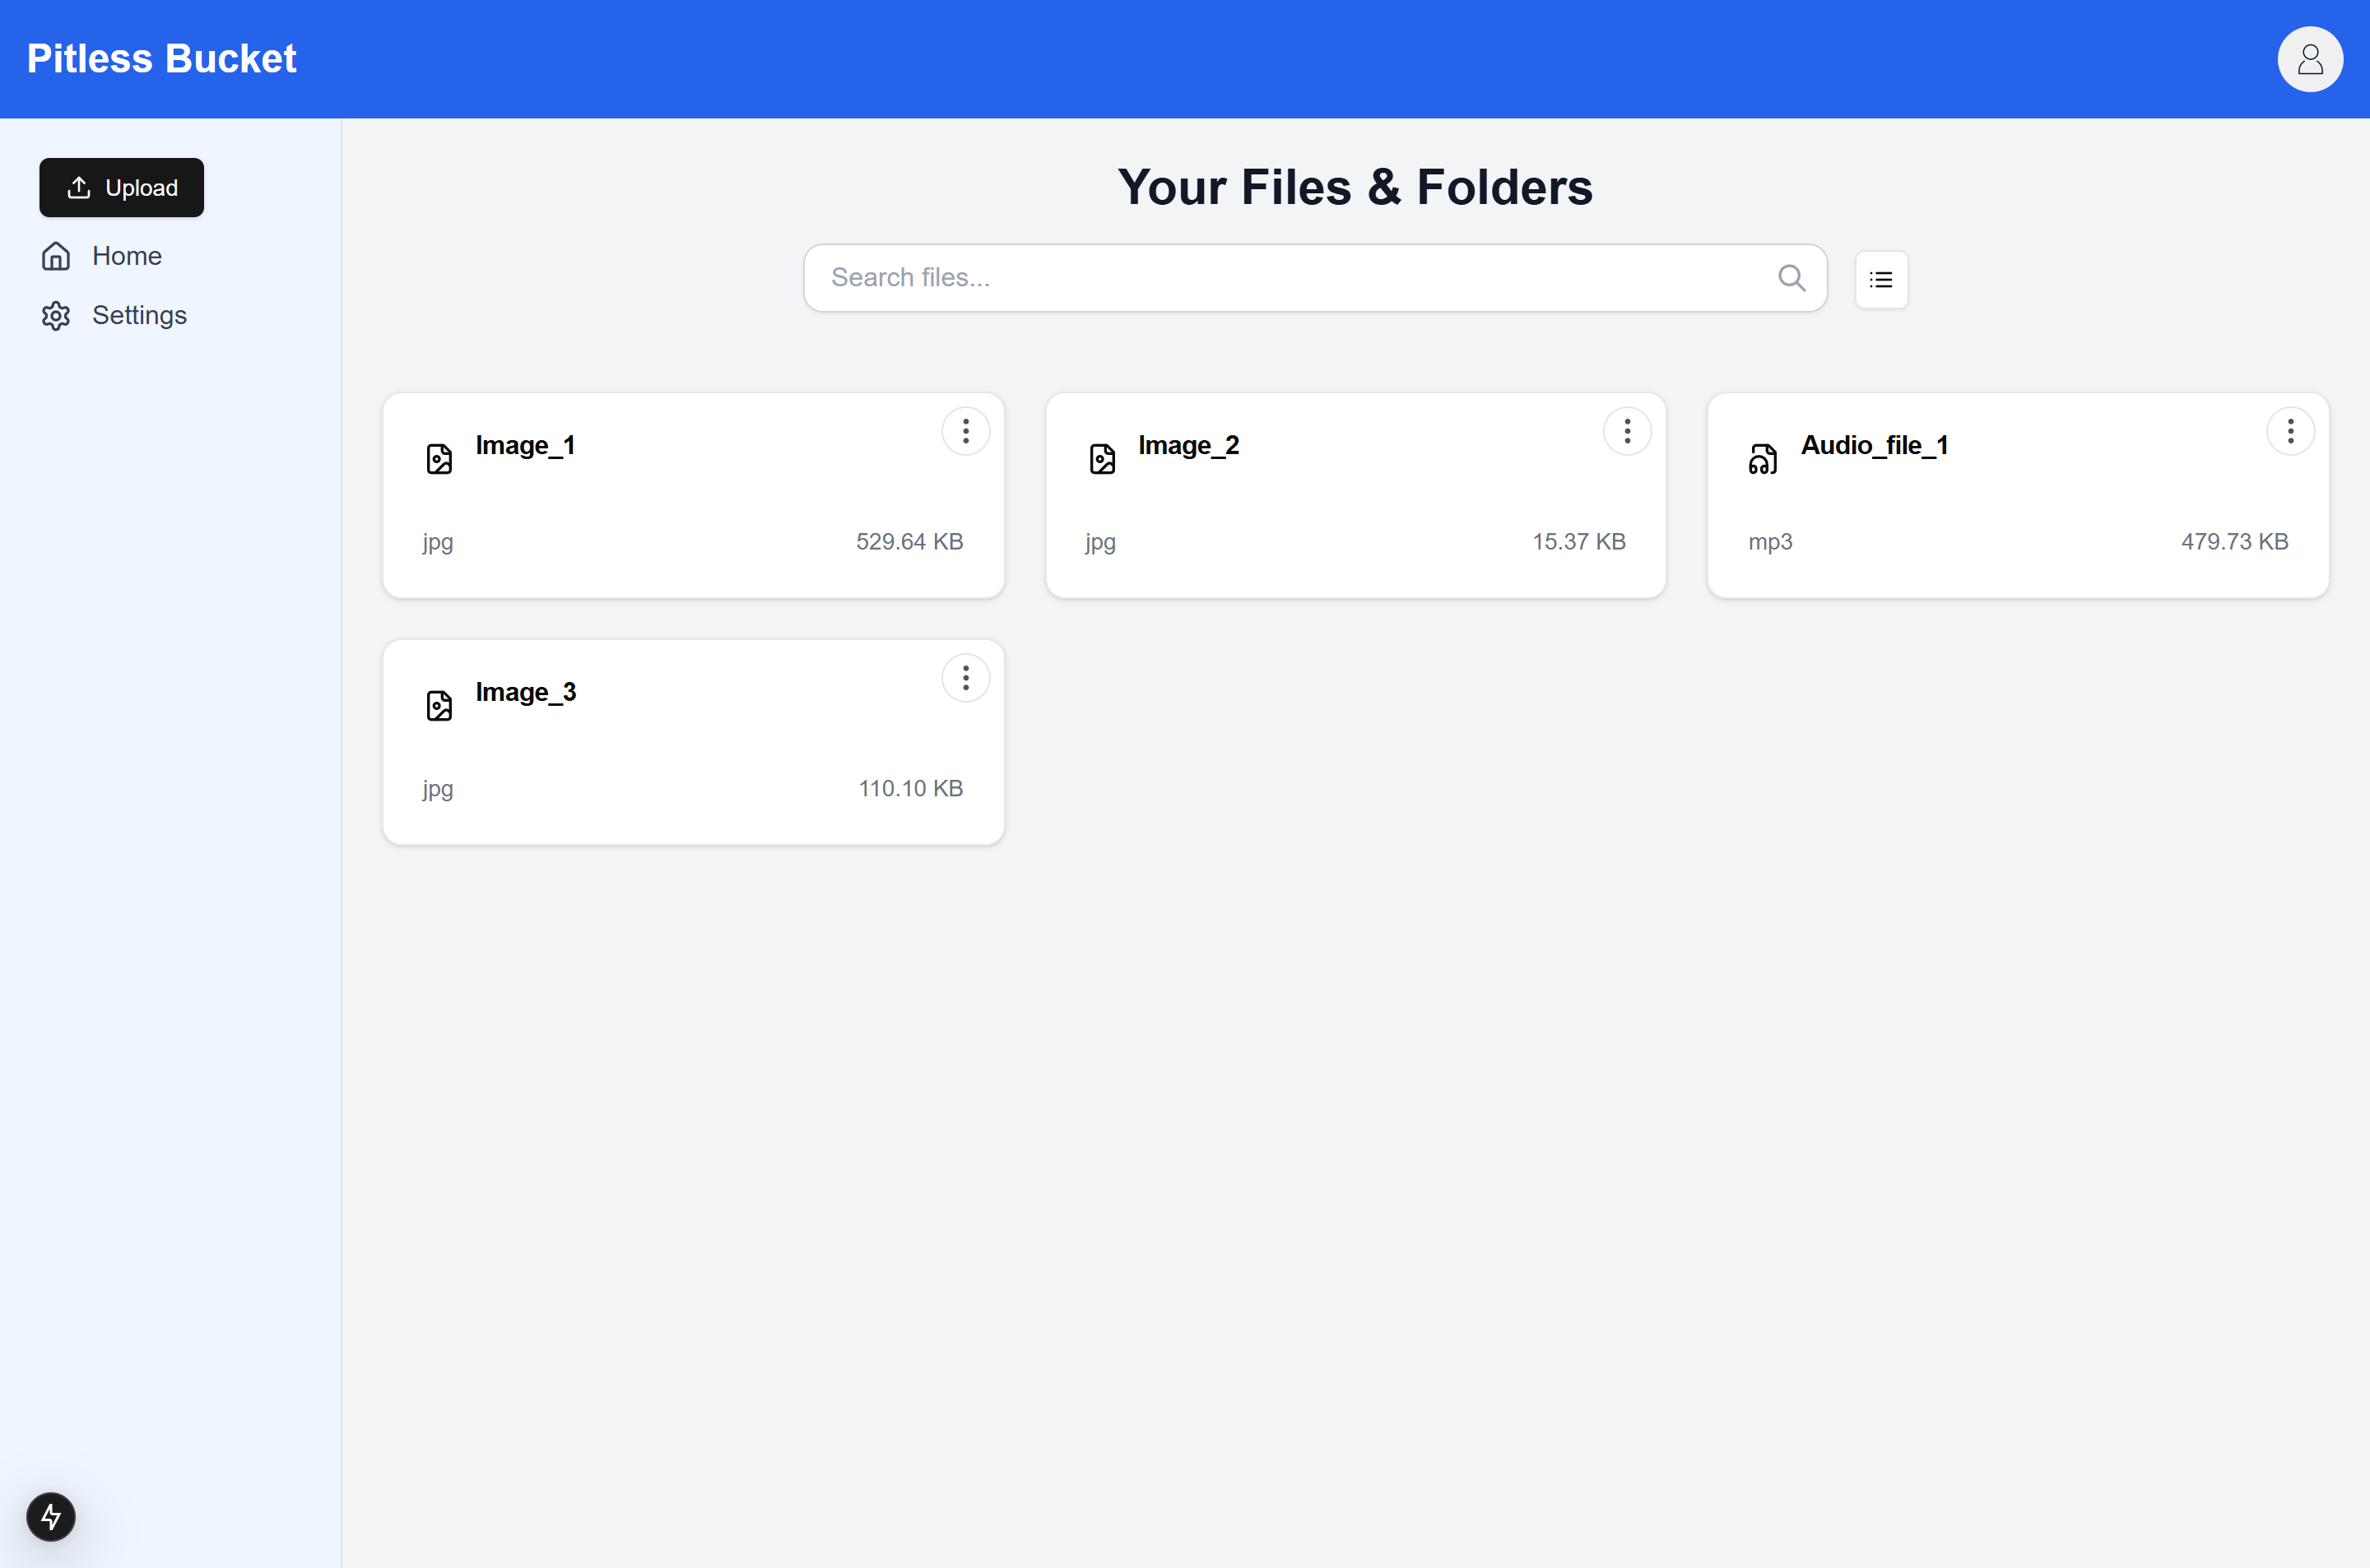 Pitless Bucket
Upload
Home
Settings
Your Files & Folders
Search files...
Image_1
jpg
529.64 KB
Image_2
jpg
15.37 KB
Audio_file_1
mp3
479.73 KB
Image_3
jpg
110.10 KB